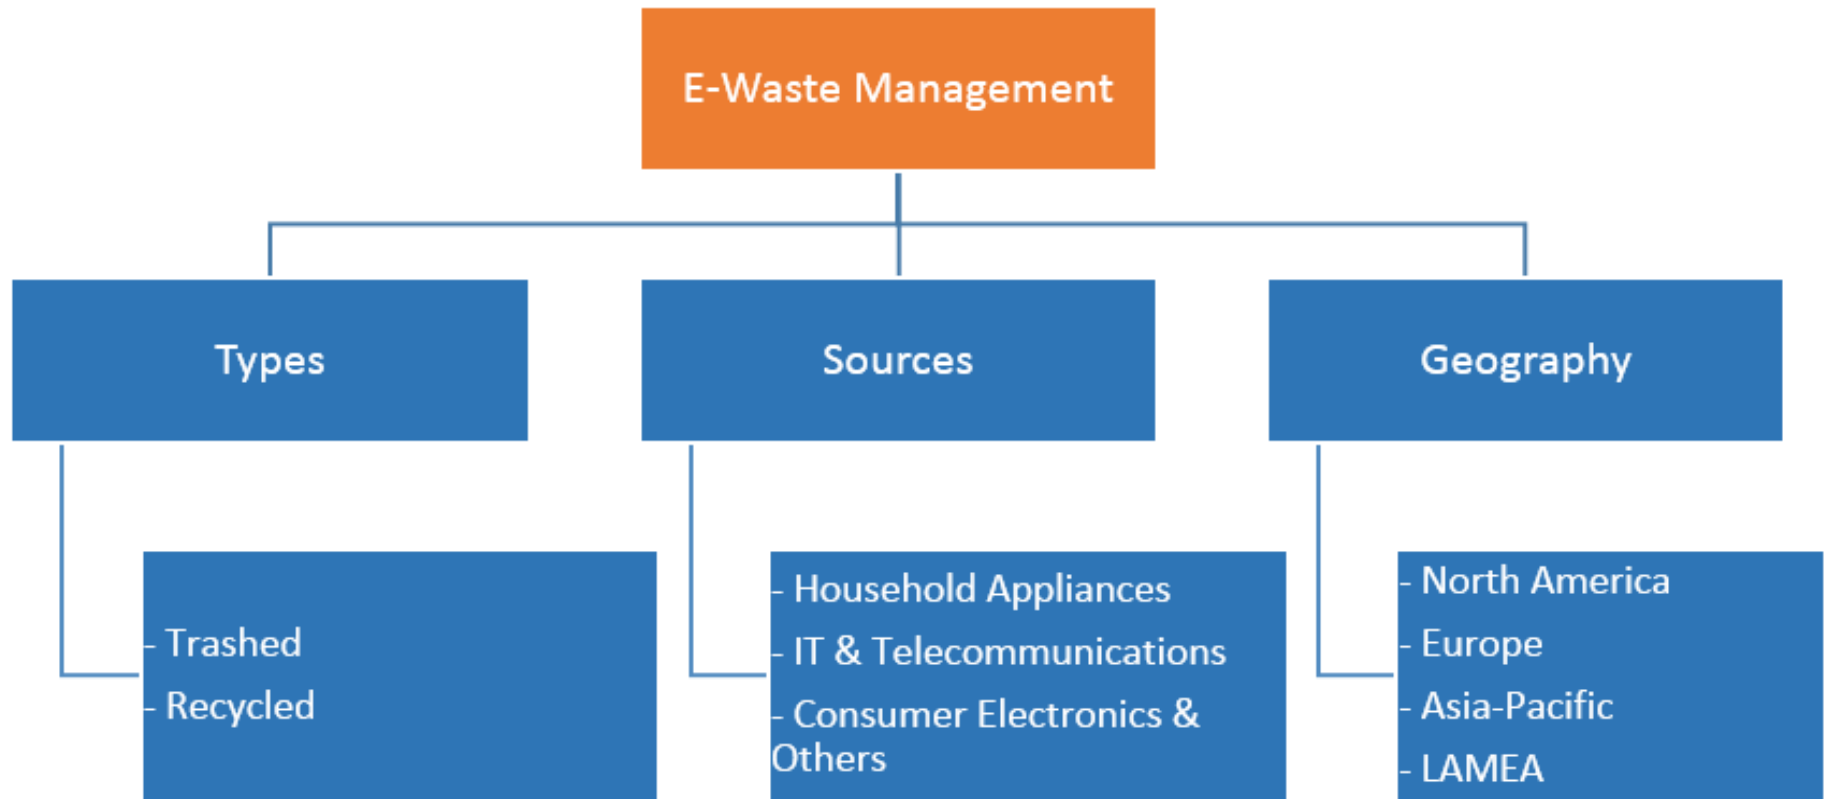 E-Waste Management
Types
Sources
Geography
- Trashed
- Recycled
- Household Appliances
- IT & Telecommunications
- Consumer Electronics &
Others
- North America
- Europe
- Asia-Pacific
- LAMEA